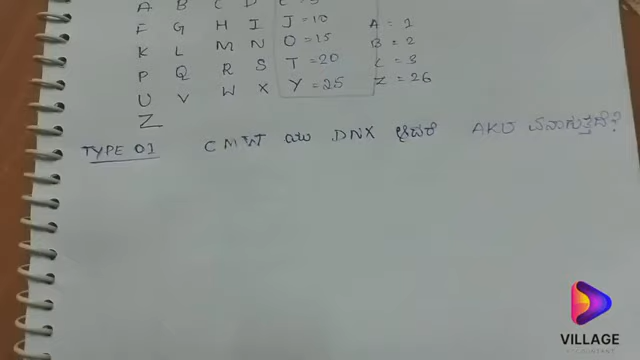 A B C D
F G H I J = 10 A = 1
K L M N O = 15 B = 2
P Q R S T = 20 C = 3
U V W X Y = 25 Z = 26
Z
TYPE 01 CMW ಯು DNX ಆದರೆ AKU ಏನಾಗುತ್ತದೆ?
VILLAGE